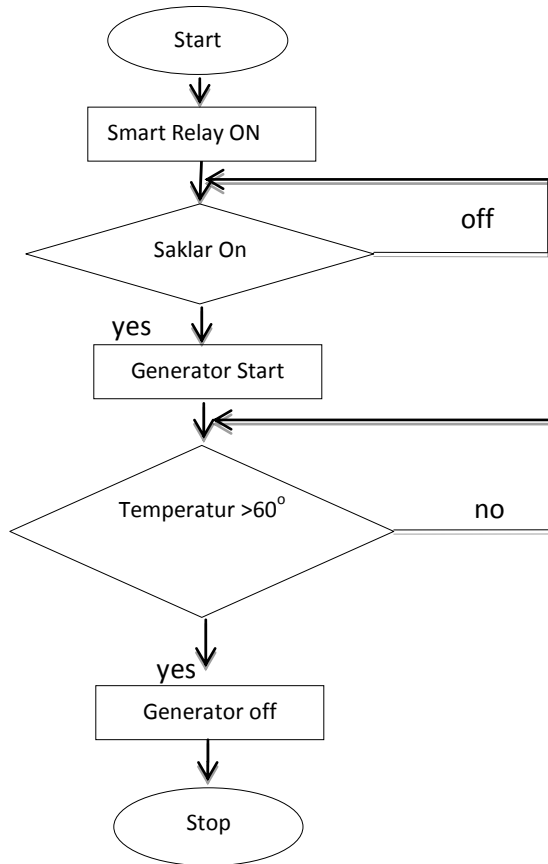 Start
Smart Relay ON
off
Saklar On
yes
Generator Start
Temperatur >60°
no
yes
Generator off
Stop